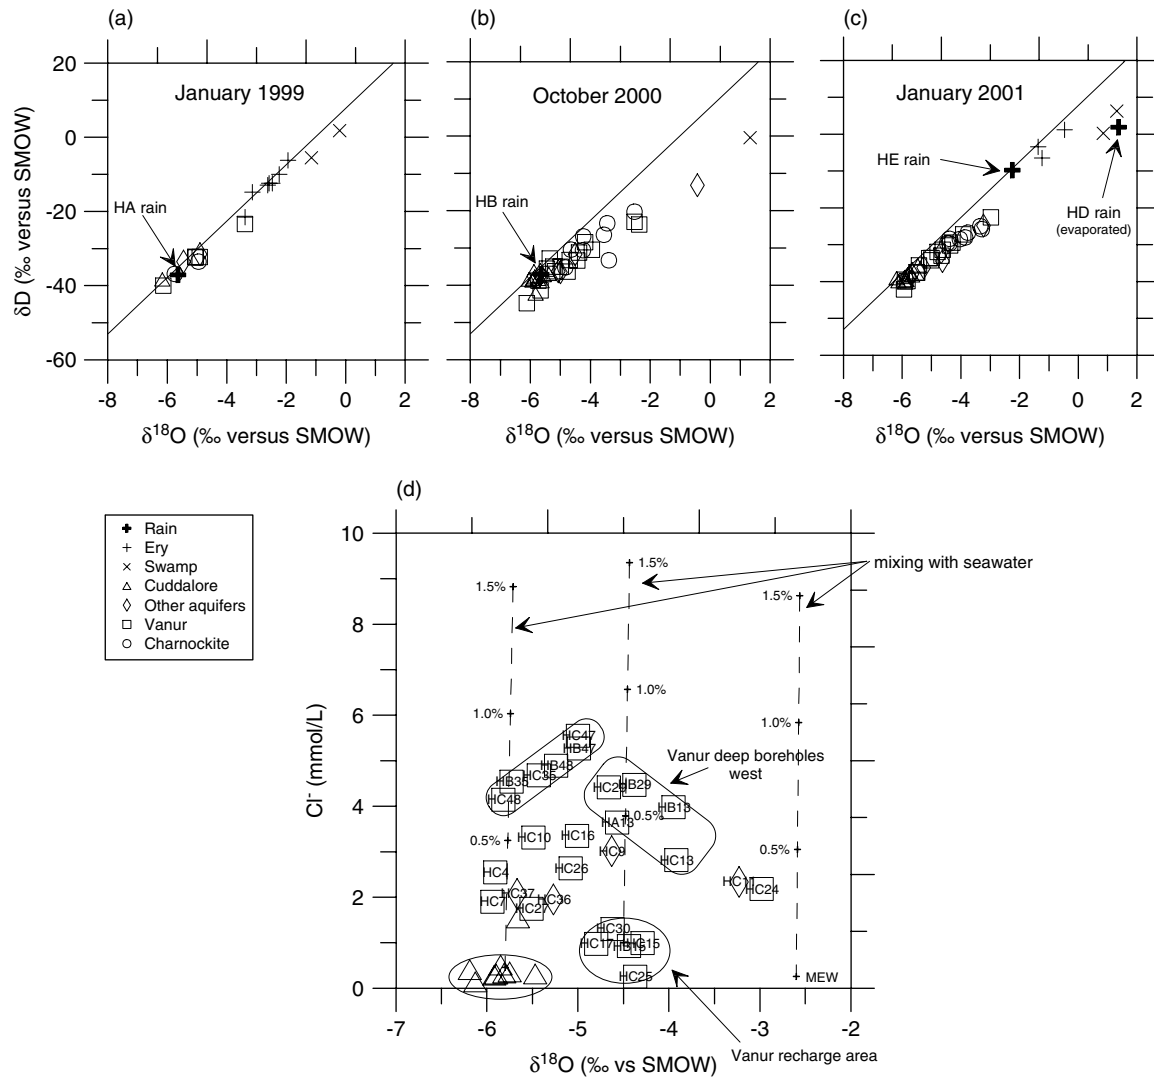 (a)
(b)
(c)
January 1999
October 2000
January 2001
20
0
-20
-40
-60
δD (‰ versus SMOW)
HA rain
HB rain
HE rain
HD rain
(evaporated)
-8 -6 -4 -2 0 2
-8 -6 -4 -2 0 2
-8 -6 -4 -2 0 2
δ18O (‰ versus SMOW)
δ18O (‰ versus SMOW)
δ18O (‰ versus SMOW)
(d)
Rain
Ery
Swamp
Cuddalore
Other aquifers
Vanur
Charnockite
10
8
6
4
2
0
Cl- (mmol/L)
1.5%
1.5%
1.5%
mixing with seawater
1.0%
1.0%
1.0%
0.5%
0.5%
0.5%
Vanur deep boreholes
west
HC47
HB47
HB48
HC35
HB35
HC48
HC29
HB29
HB13
HA13
HC13
HC10
HC16
HC9
HC4
HC26
HC37
HC7
HC27
HC36
HC24
HC30
HC17
HC15
HC25
MEW
-7 -6 -5 -4 -3 -2
δ18O (‰ vs SMOW)
Vanur recharge area